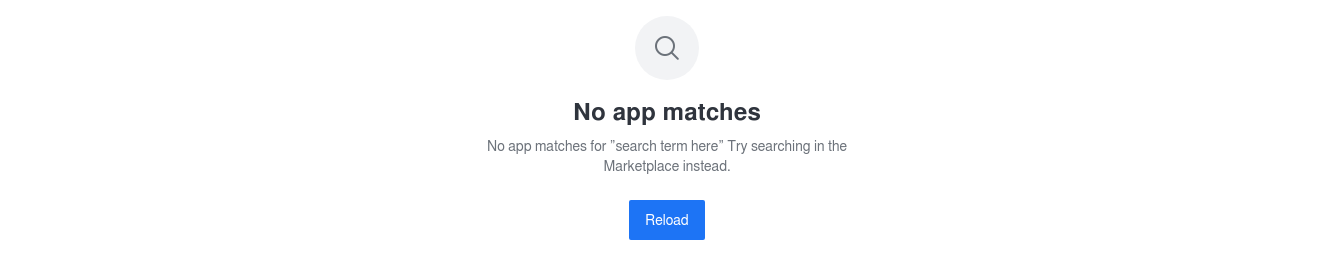 No app matches
No app matches for ”search term here” Try searching in the
Marketplace instead.
Reload